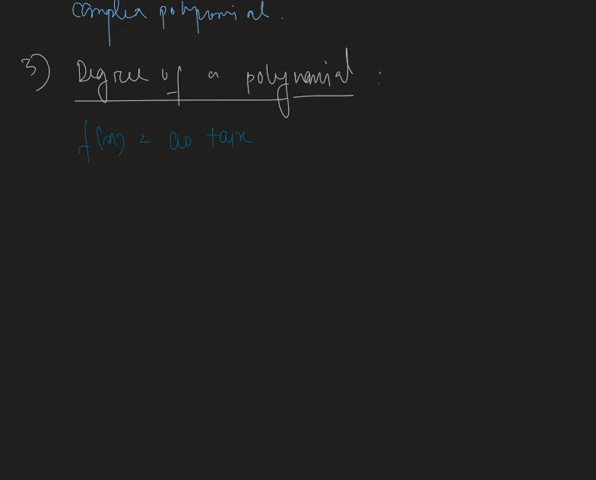 complex polynomial.
3) Degree of a polynomial :
f(x) = a0 + a1x